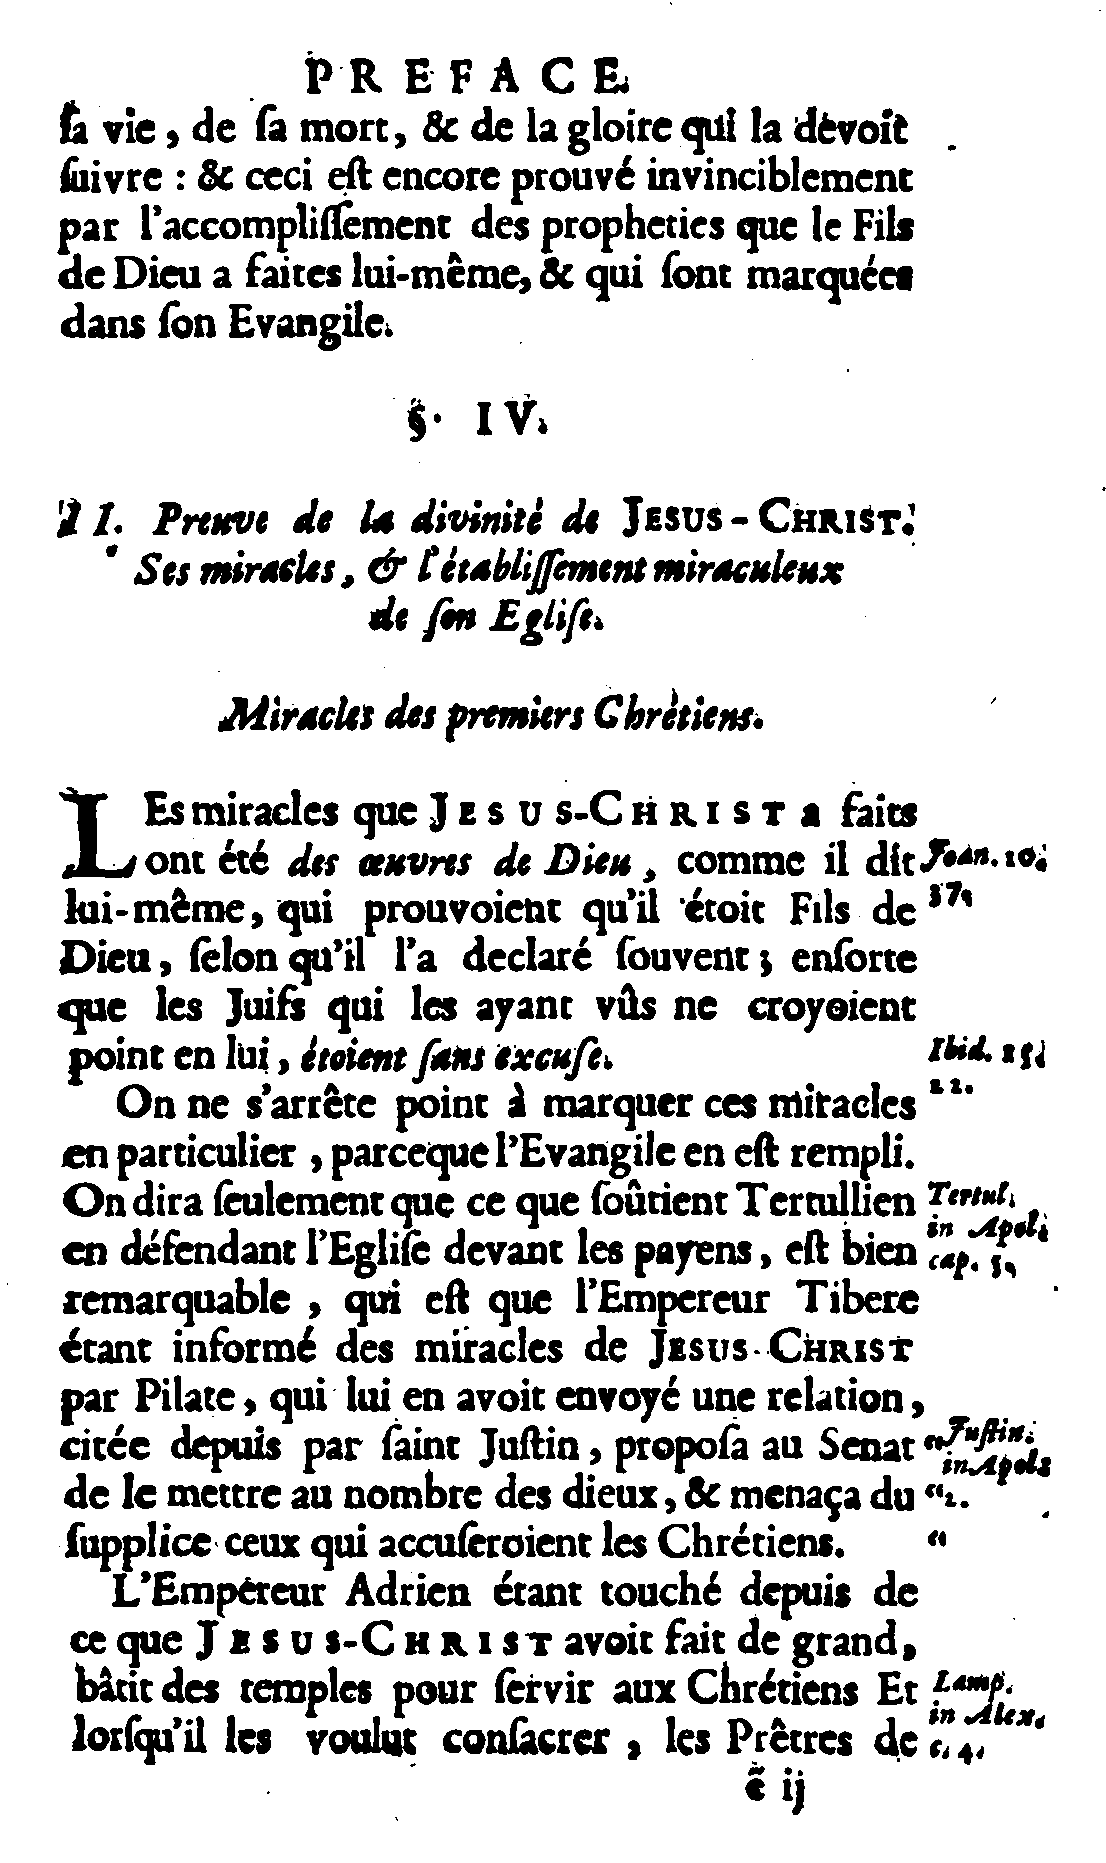 PREFACE.
ſa vie, de ſa mort, & de la gloire qui la devoit
ſuivre : & ceci eſt encore prouvé invinciblement
par l'accompliſſement des propheties que le Fils
de Dieu a faites lui-même, & qui ſont marquées
dans ſon Evangile.
§. IV.
II. Preuve de la divinité de JESUS-CHRIST.
Ses miracles, & l'établiſſement miraculeux
de ſon Egliſe.
Miracles des premiers Chrétiens.
LEs miracles que JESUS-CHRIST a faits
ont été des œuvres de Dieu, comme il dit
lui-même, qui prouvoient qu'il étoit Fils de
Dieu, ſelon qu'il l'a declaré ſouvent ; enſorte
que les Juifs qui les ayant vûs ne croyoient
point en lui, étoient ſans excuſe.
On ne s'arrête point à marquer ces miracles
en particulier, parceque l'Evangile en eſt rempli.
On dira ſeulement que ce que ſoûtient Tertullien
en défendant l'Egliſe devant les payens, eſt bien
remarquable, qui eſt que l'Empereur Tibere
étant informé des miracles de JESUS-CHRIST
par Pilate, qui lui en avoit envoyé une relation,
citée depuis par ſaint Juſtin, propoſa au Senat
de le mettre au nombre des dieux, & menaça du
ſupplice ceux qui accuſeroient les Chrétiens.
L'Empereur Adrien étant touché depuis de
ce que JESUS-CHRIST avoit fait de grand,
bâtit des temples pour ſervir aux Chrétiens Et
lorſqu'il les voulut conſacrer, les Prêtres de
ẽ ij
Joan. 10.
37.
Ibid. 15.
22.
Tertul.
in Apol.
cap. 5.
“Juſtin.
in Apol.
“2.
“
Lamp.
in Alex.
c. 4.